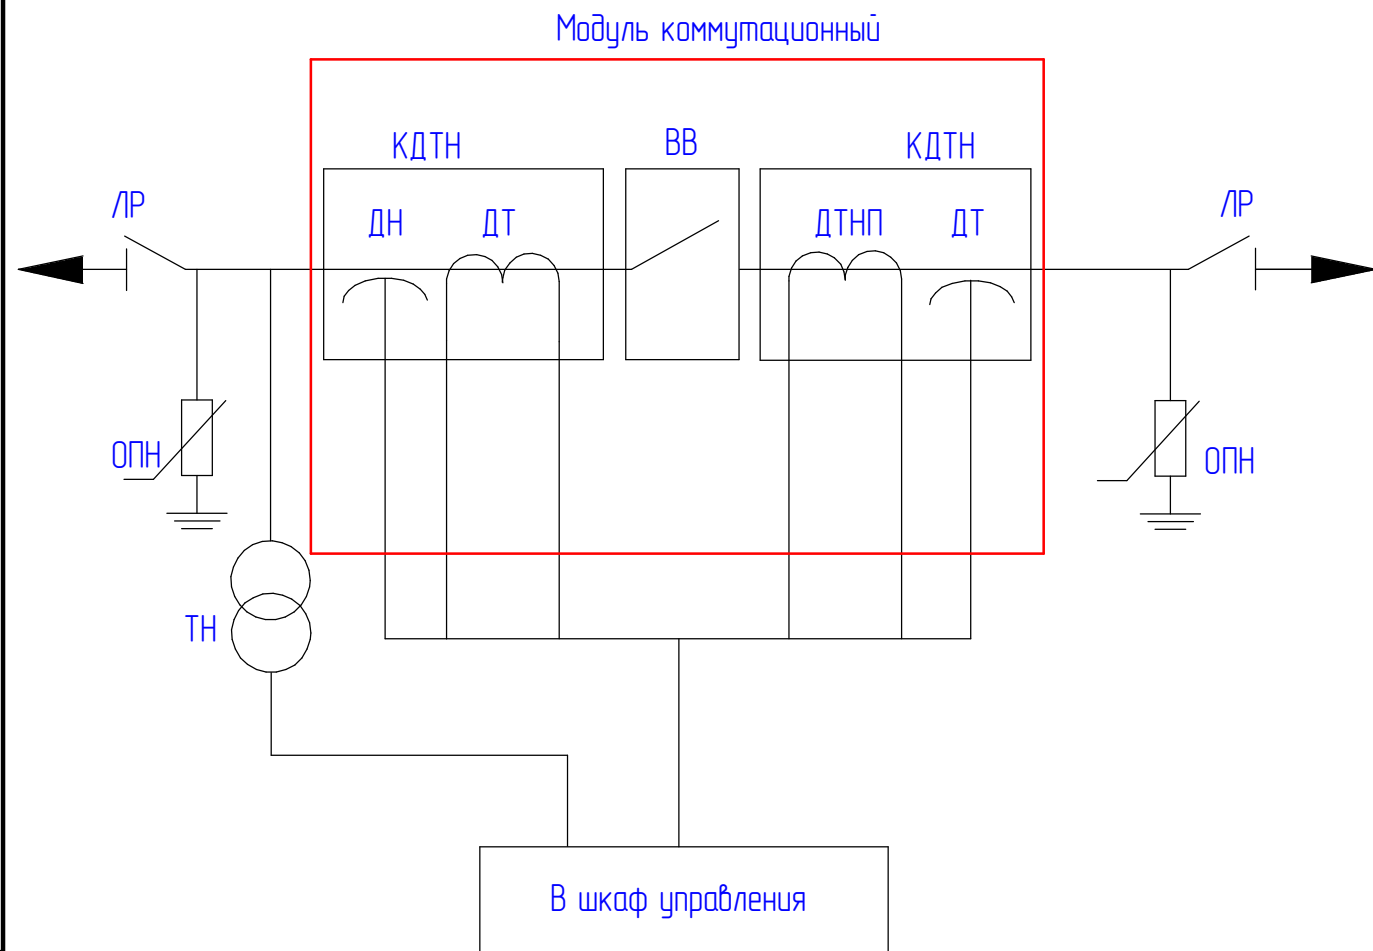 Модуль коммутационный
КДТН
ВВ
КДТН
ЛР
ДН
ДТ
ДТНП
ДТ
ЛР
ОПН
ОПН
ТН
В шкаф управления